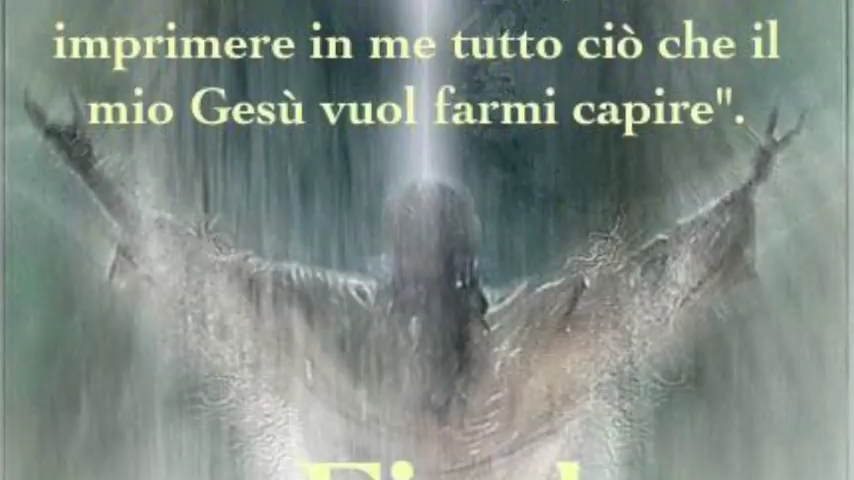 imprimere in me tutto ciò che il
mio Gesù vuol farmi capire".